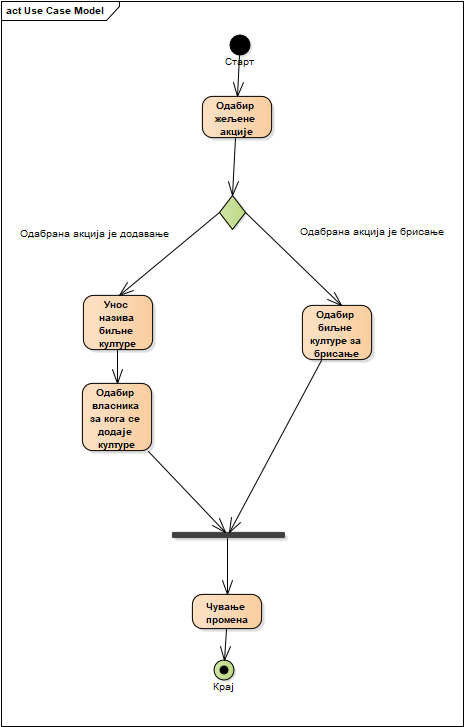 act Use Case Model
Старт
Одабир
жељене
акције
Одабрана акција је додавање
Одабрана акција је брисање
Унос
назива
биљне
културе
Одабир
биљне
културе за
брисање
Одабир
власника
за кога се
додаје
културе
Чување
промена
Крај